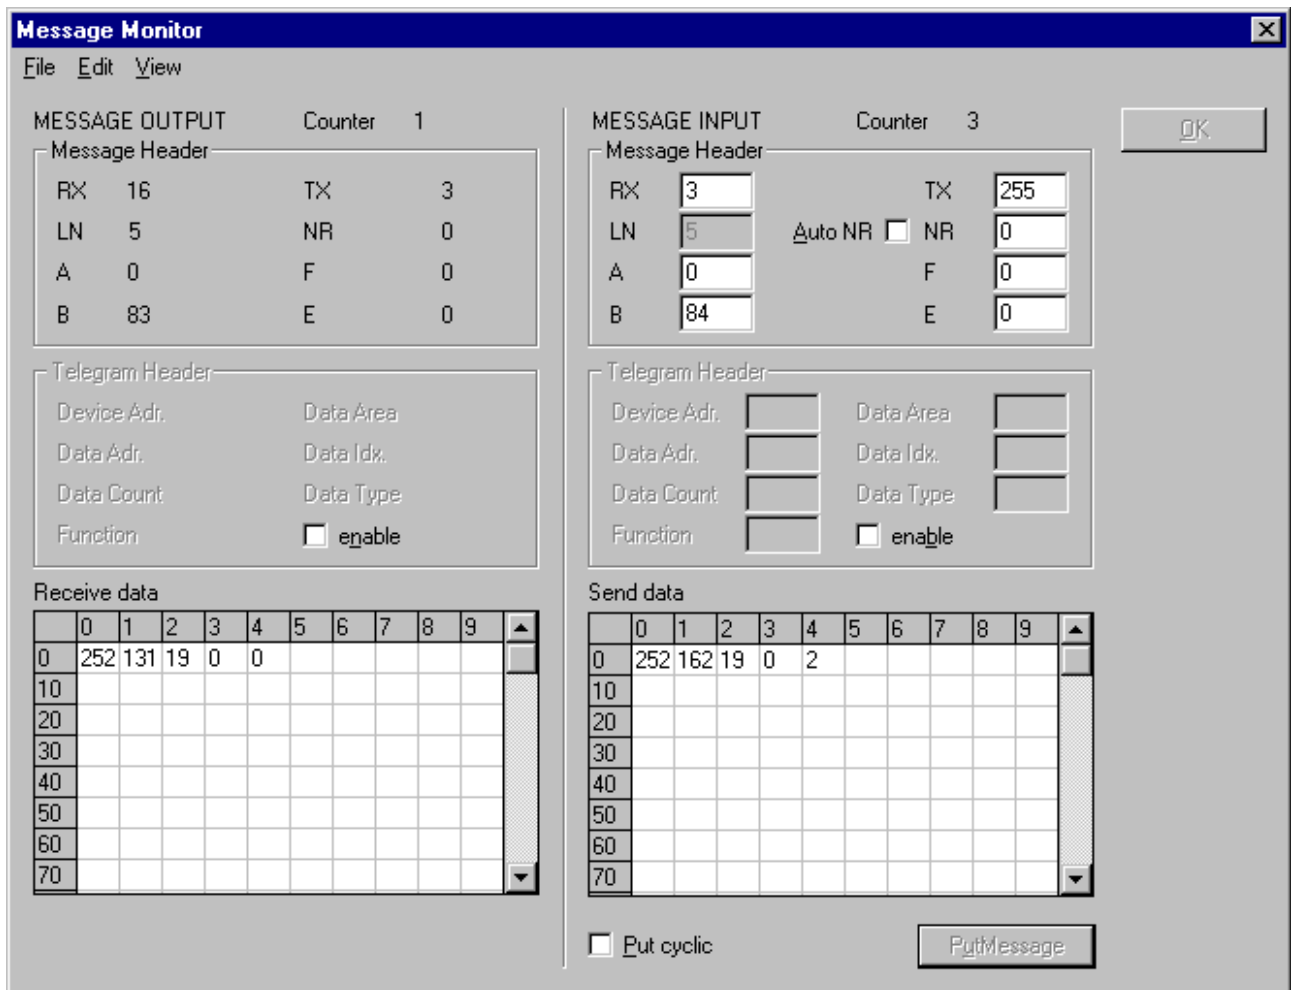 Message Monitor
File Edit View
MESSAGE OUTPUT Counter 1
Message Header
RX 16 TX 3
LN 5 NR 0
A 0 F 0
B 83 E 0
Telegram Header
Device Adr. Data Area
Data Adr. Data Idx.
Data Count Data Type
Function enable
Receive data
0 1 2 3 4 5 6 7 8 9
0 252 131 19 0 0
10
20
30
40
50
60
70
MESSAGE INPUT Counter 3
Message Header
RX 3 TX 255
LN 5 Auto NR NR 0
A 0 F 0
B 84 E 0
Telegram Header
Device Adr. Data Area
Data Adr. Data Idx.
Data Count Data Type
Function enable
Send data
0 1 2 3 4 5 6 7 8 9
0 252 162 19 0 2
10
20
30
40
50
60
70
Put cyclic PutMessage
OK